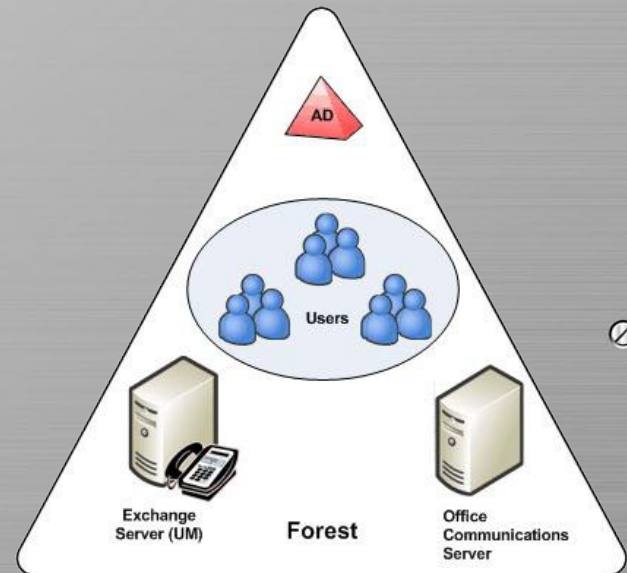 AD
Users
Exchange
Server (UM)
Forest
Office
Communications
Server